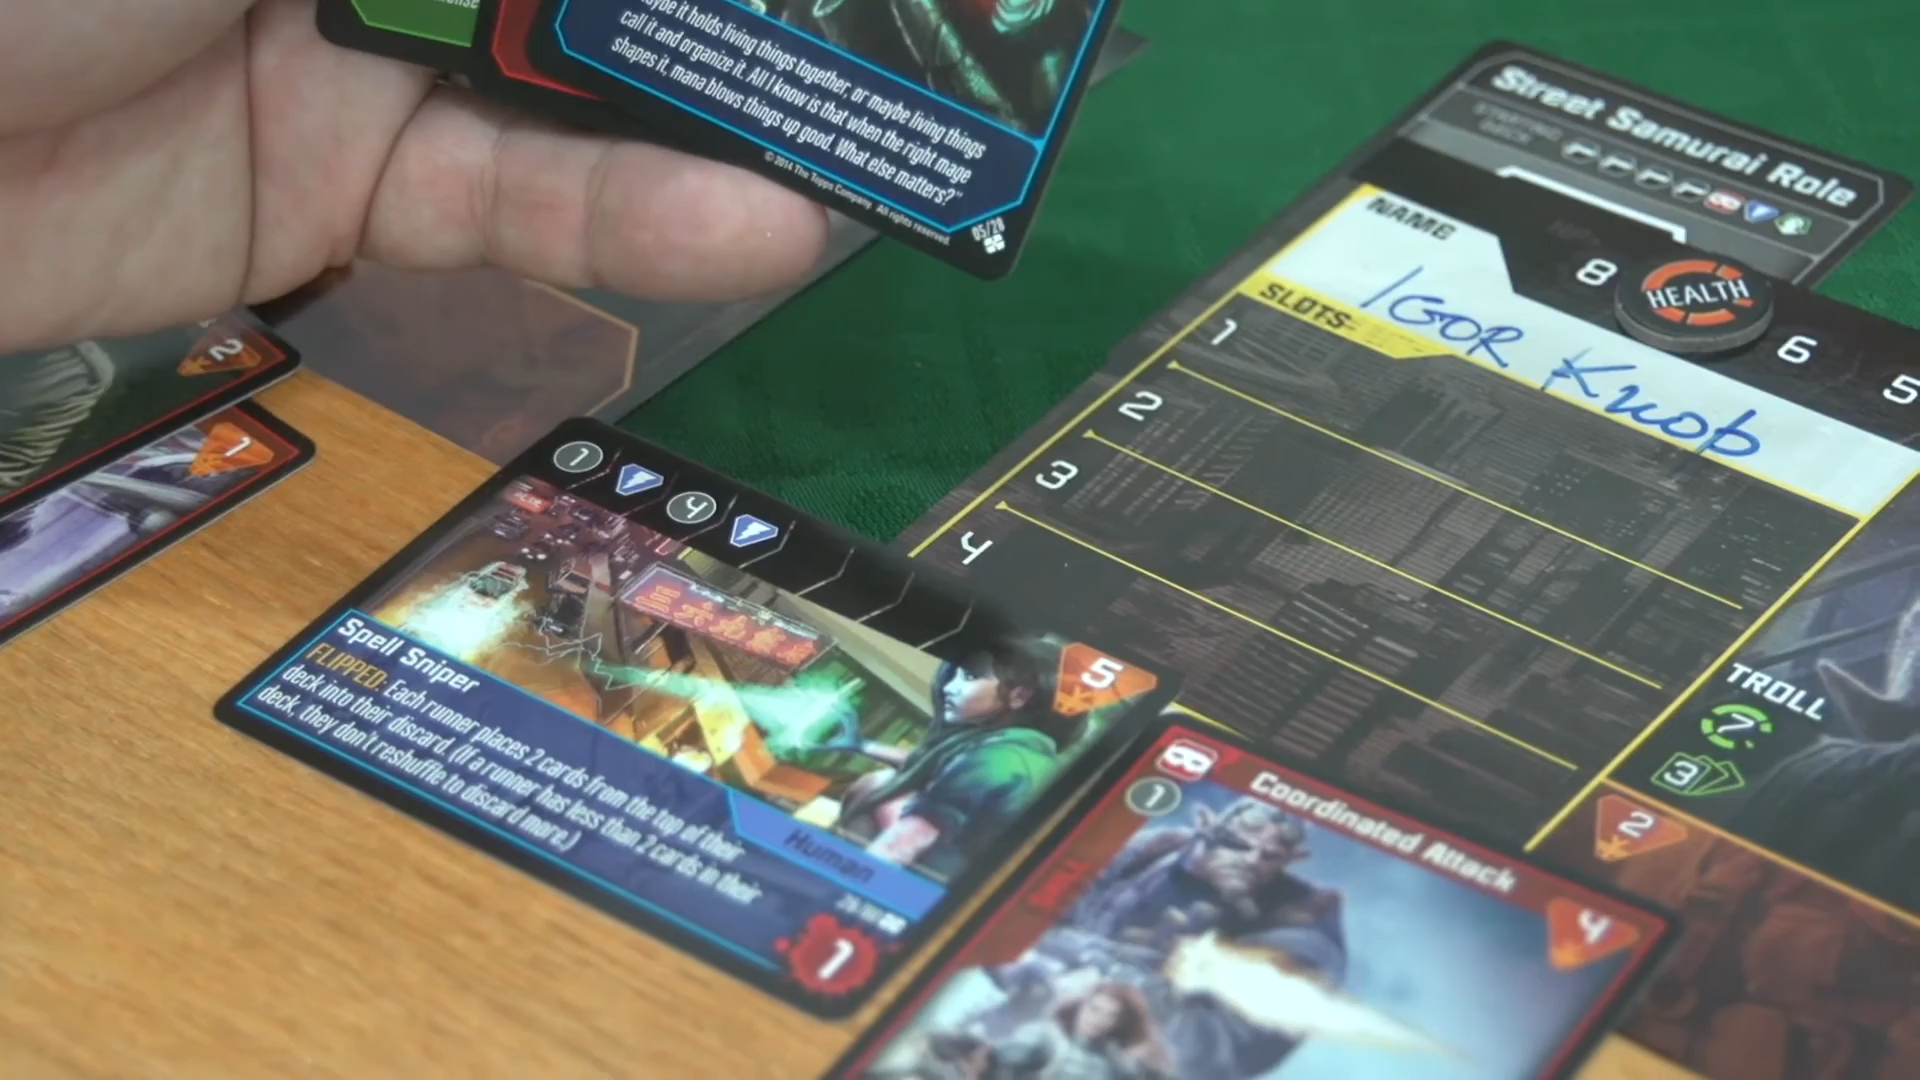 maybe it holds living things together, or maybe living things
call it and organize it. All I know is that when the right mage
shapes it, mana blows things up good. What else matters?"
© 2014 The Topps Company. All rights reserved.
05/28
Street Samurai Role
STARTING
DECK
NAME
8
HEALTH
6
5
IGOR KNOB
SLOTS
1
2
3
4
2
1
1
4
5
Spell Sniper
FLIPPED: Each runner places 2 cards from the top of their
deck into their discard. (If a runner has less than 2 cards in their
deck, they don't reshuffle to discard more.)
Human
1
TROLL
7
3
2
Coordinated Attack
1
4